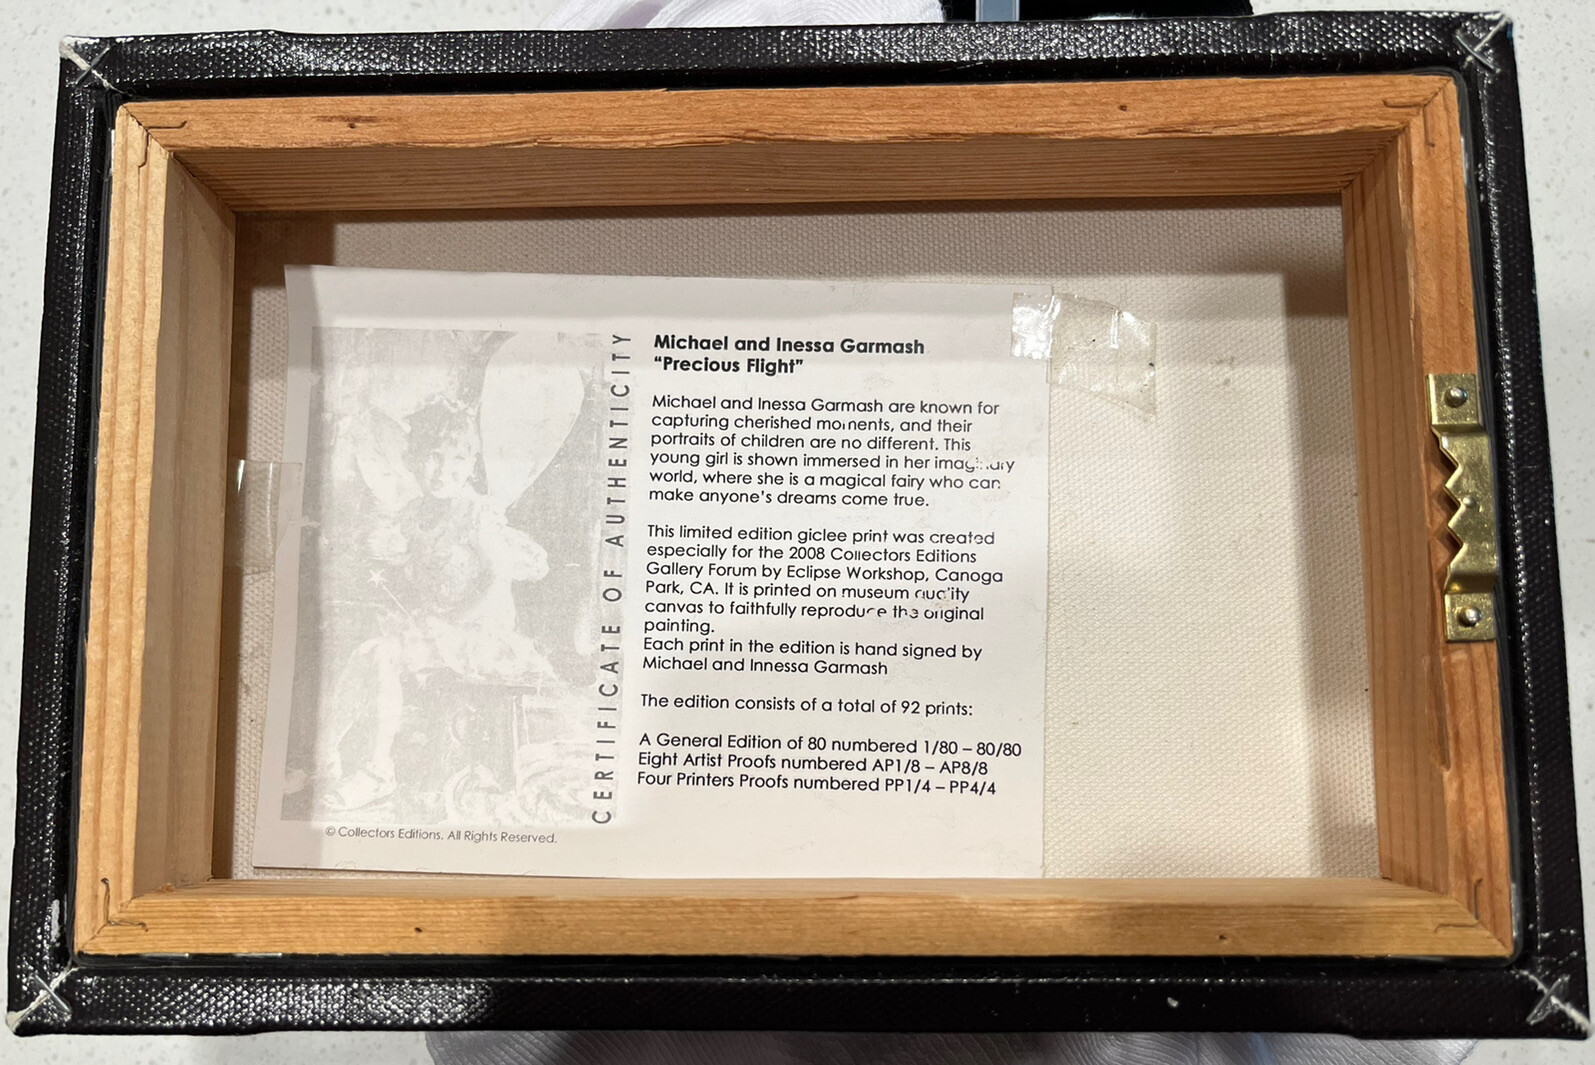 CERTIFICATE OF AUTHENTICITY
Michael and Inessa Garmash
“Precious Flight”
Michael and Inessa Garmash are known for
capturing cherished moments, and their
portraits of children are no different. This
young girl is shown immersed in her imaginary
world, where she is a magical fairy who can
make anyone's dreams come true.
This limited edition giclee print was created
especially for the 2008 Collectors Editions
Gallery Forum by Eclipse Workshop, Canoga
Park, CA. It is printed on museum quality
canvas to faithfully reproduce the original
painting.
Each print in the edition is hand signed by
Michael and Innessa Garmash
The edition consists of a total of 92 prints:
A General Edition of 80 numbered 1/80 – 80/80
Eight Artist Proofs numbered AP1/8 – AP8/8
Four Printers Proofs numbered PP1/4 – PP4/4
© Collectors Editions. All Rights Reserved.